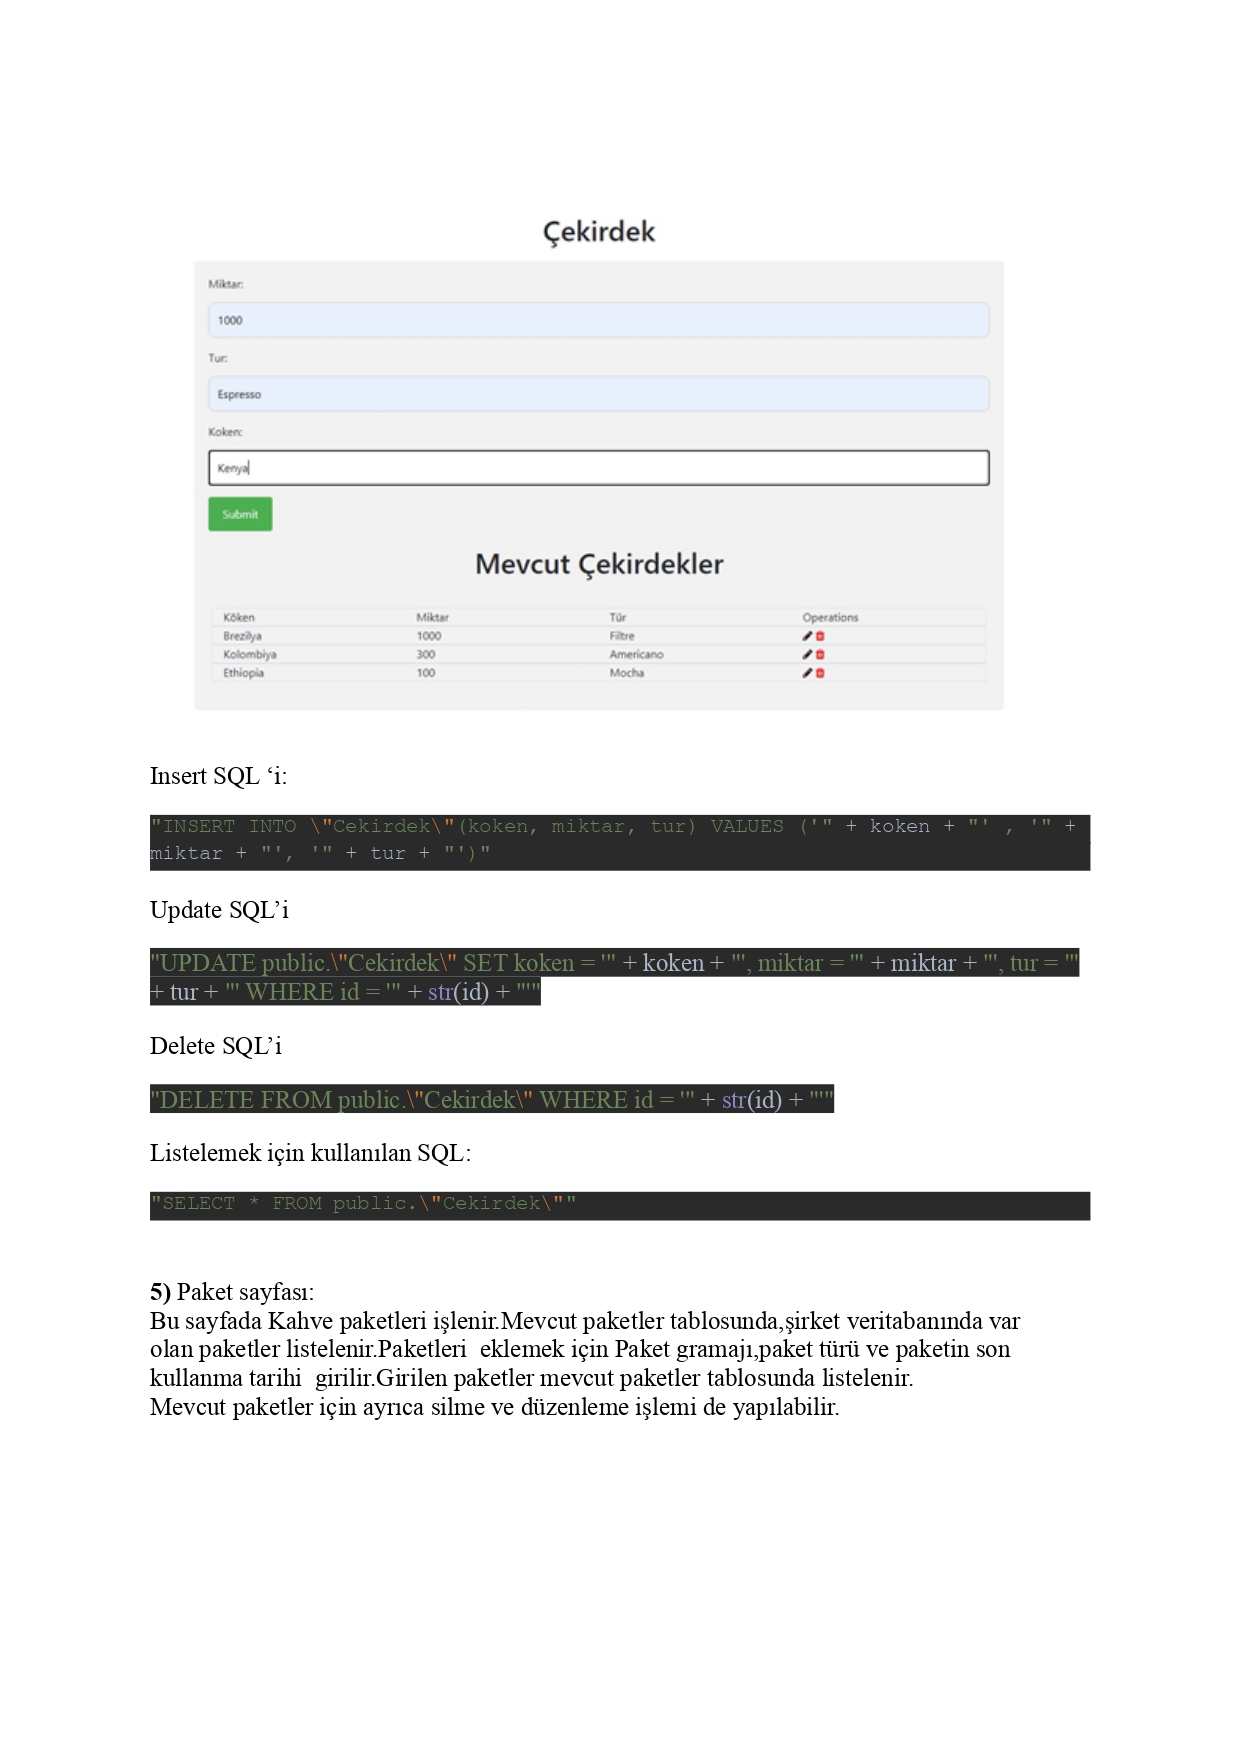 Çekirdek
Miktar:
1000
Tur:
Espresso
Koken:
Kenya
Submit
Mevcut Çekirdekler
Köken Miktar Tür Operations
Brezilya 1000 Filtre
Kolombiya 300 Americano
Ethiopia 100 Mocha
Insert SQL ‘i:
"INSERT INTO \"Cekirdek\"(koken, miktar, tur) VALUES ('" + koken + "' , '" +
miktar + "', '" + tur + "')"
Update SQL’i
"UPDATE public.\"Cekirdek\" SET koken = '" + koken + "', miktar = '" + miktar + "', tur = '"
+ tur + "' WHERE id = '" + str(id) + "'"
Delete SQL’i
"DELETE FROM public.\"Cekirdek\" WHERE id = '" + str(id) + "'"
Listelemek için kullanılan SQL:
"SELECT * FROM public.\"Cekirdek\""
5) Paket sayfası:
Bu sayfada Kahve paketleri işlenir.Mevcut paketler tablosunda,şirket veritabanında var
olan paketler listelenir.Paketleri  eklemek için Paket gramajı,paket türü ve paketin son
kullanma tarihi  girilir.Girilen paketler mevcut paketler tablosunda listelenir.
Mevcut paketler için ayrıca silme ve düzenleme işlemi de yapılabilir.